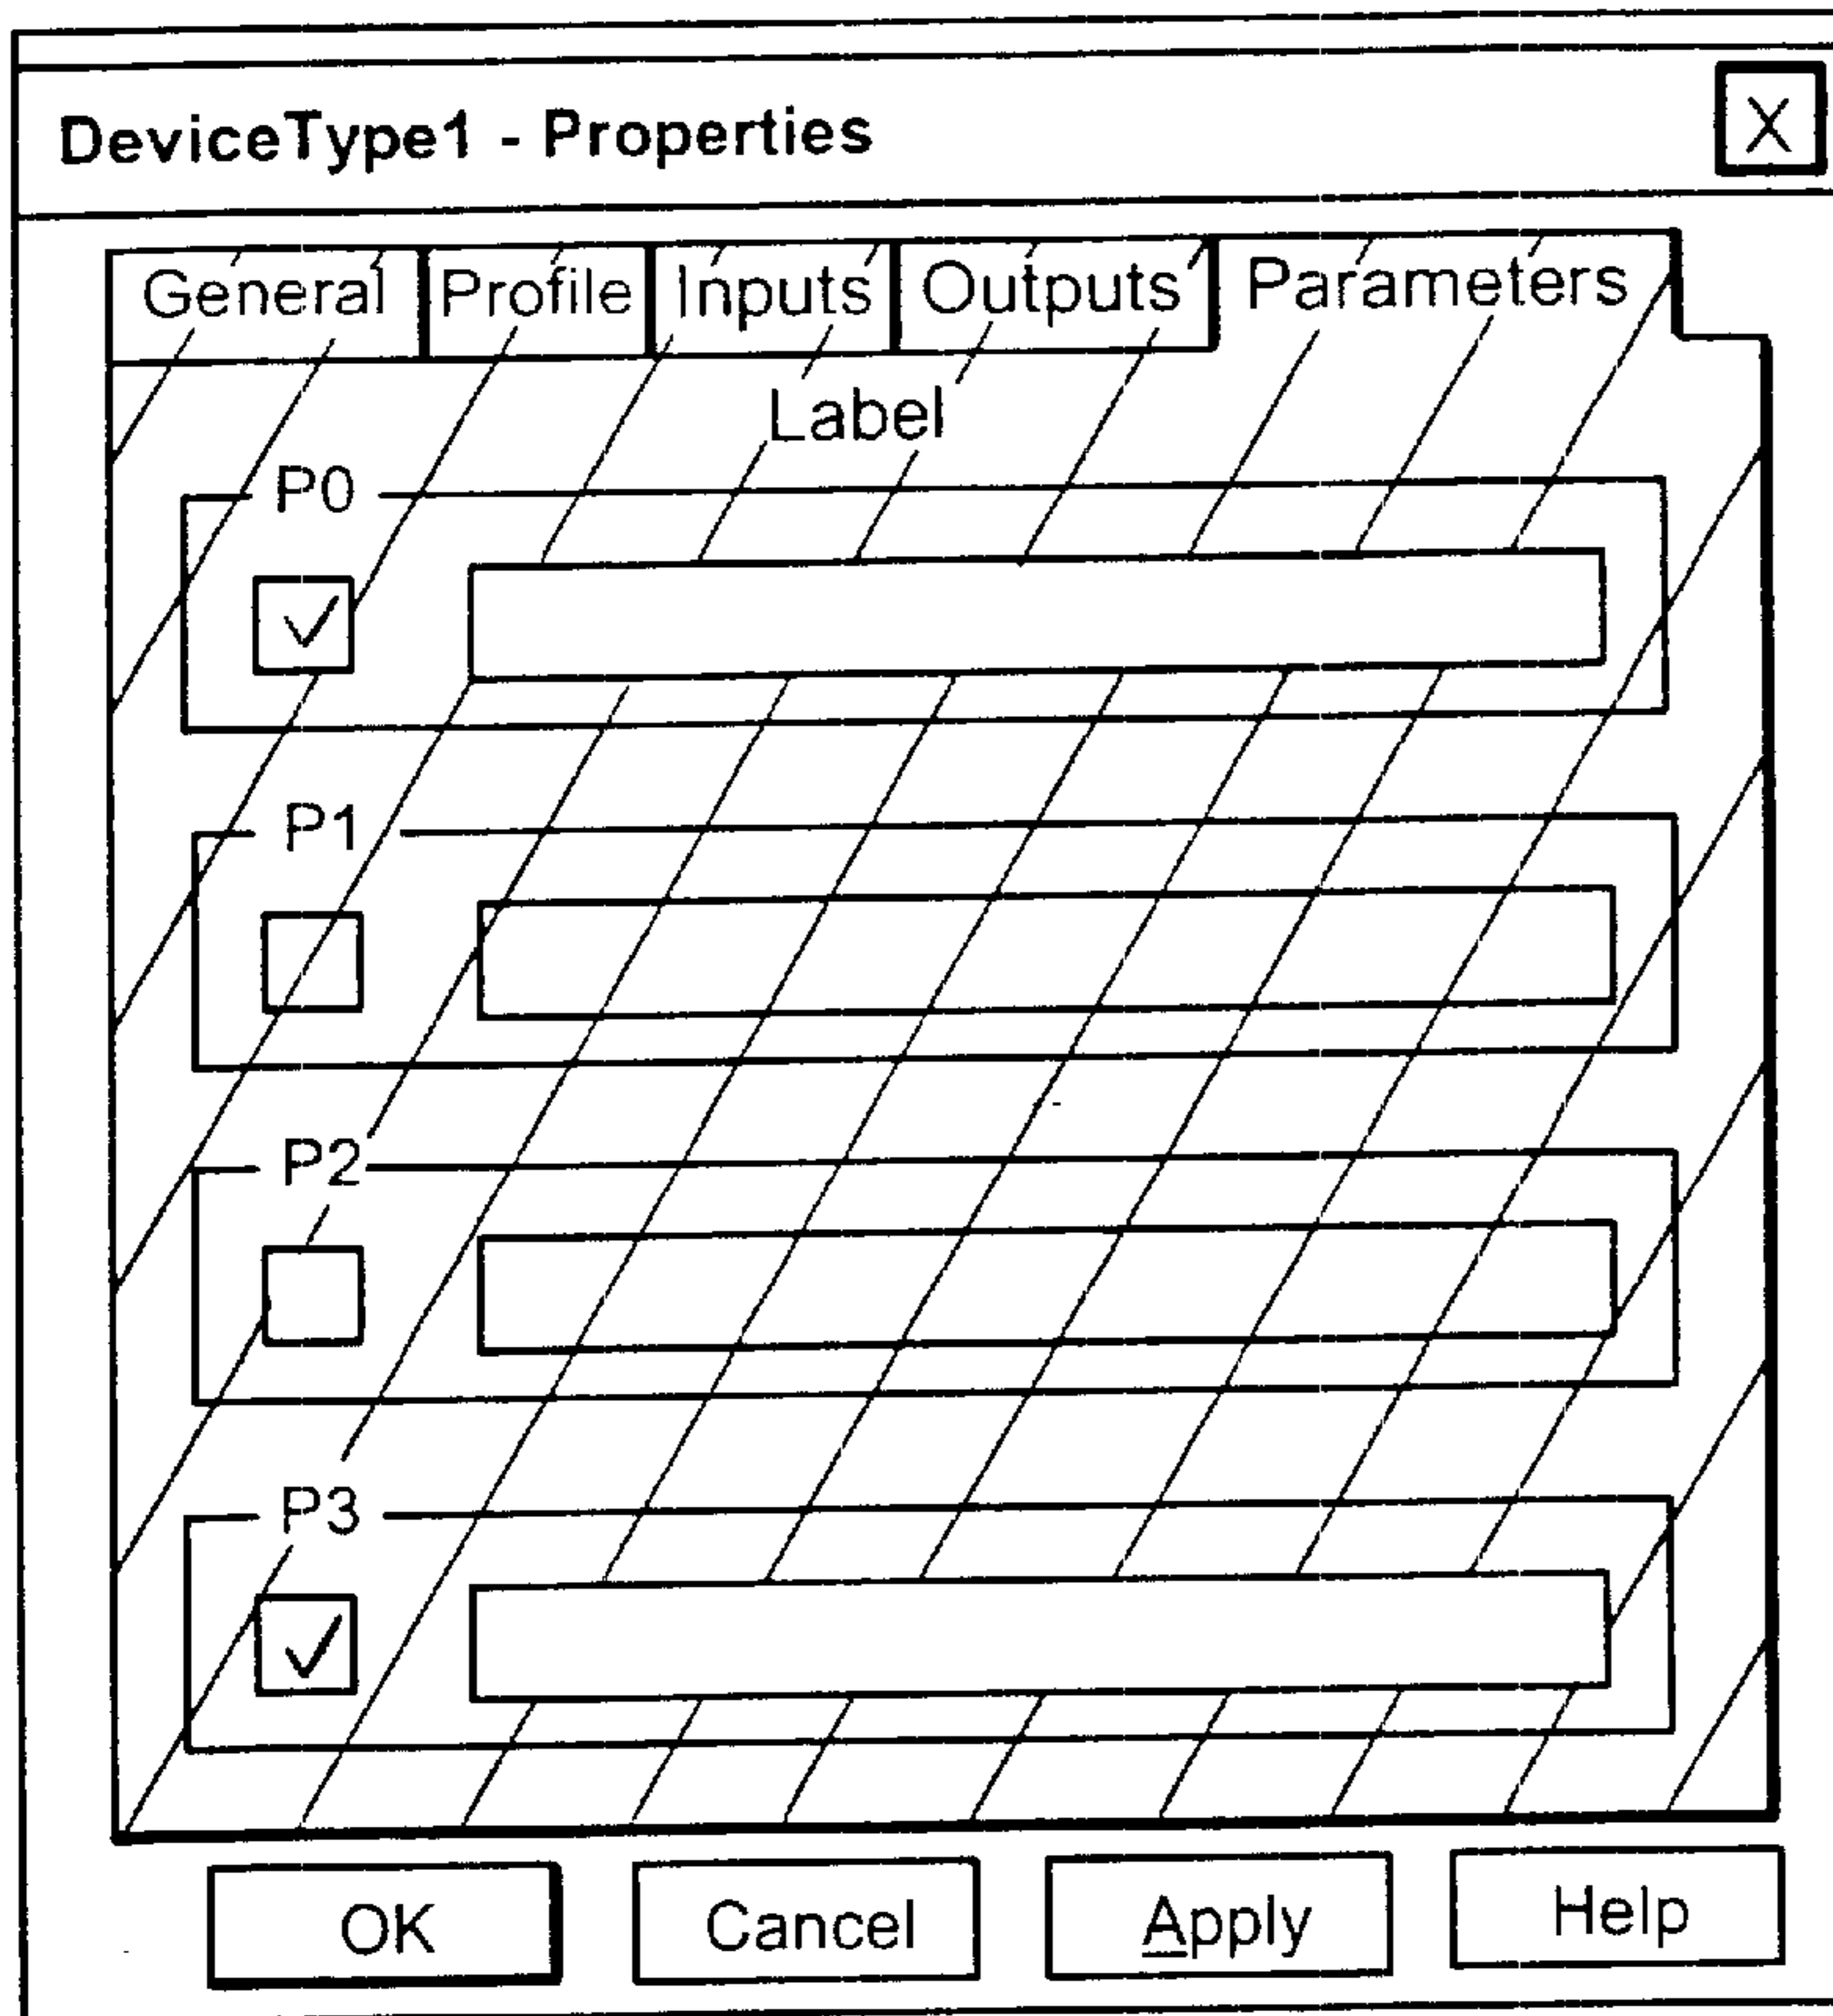 DeviceType1 - Properties X
General Profile Inputs Outputs Parameters
Label
P0
P1
P2
P3
OK Cancel Apply Help